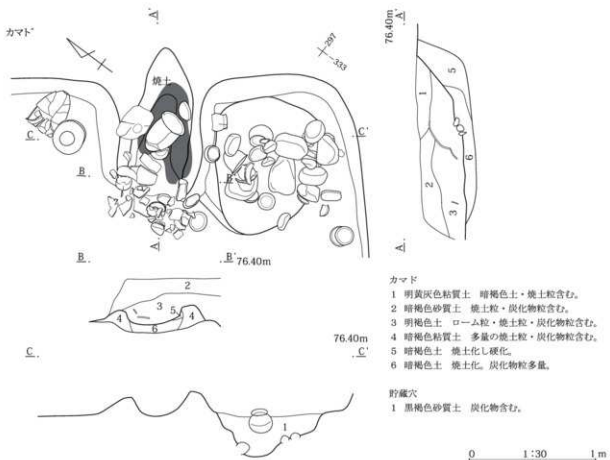 カマド
A'
-297
-333
焼土
C
C'
B
B
A
76.40m
A'
5
1
6
2
3
A
B
B'
76.40m
2
3
4
5
4
6
76.40m
C
C'
1
カマド
1 明黄灰色粘質土 暗褐色土・焼土粒含む。
2 暗褐色砂質土 焼土粒・炭化物粒含む。
3 明褐色土 ローム粒・焼土粒・炭化物粒含む。
4 暗褐色粘質土 多量の焼土粒・炭化物粒含む。
5 暗褐色土 焼土化し硬化。
6 暗褐色土 焼土化。炭化物粒多量。
貯蔵穴
1 黒褐色砂質土 炭化物含む。
0 1:30 1m